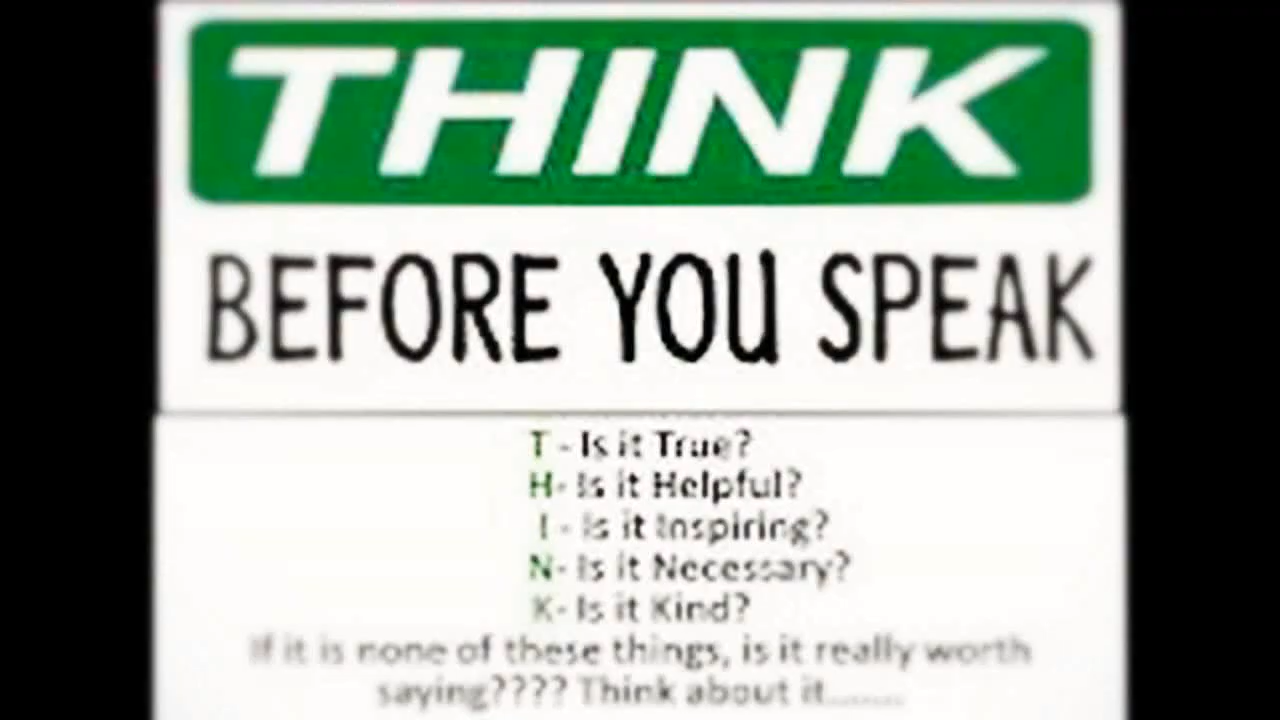 THINK
BEFORE YOU SPEAK
T - Is it True?
H- Is it Helpful?
I - Is it Inspiring?
N- Is it Necessary?
K- Is it Kind?
If it is none of these things, is it really worth
saying???? Think about it........